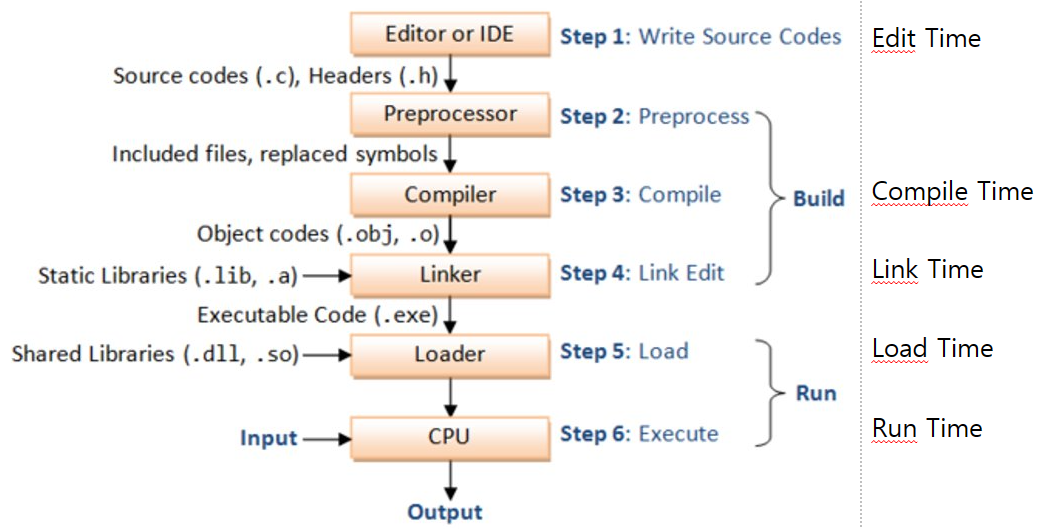 Editor or IDE Step 1: Write Source Codes Edit Time
Source codes (.c), Headers (.h)
Preprocessor Step 2: Preprocess
Included files, replaced symbols
Compiler Step 3: Compile Build Compile Time
Object codes (.obj, .o)
Static Libraries (.lib, .a) Linker Step 4: Link Edit Link Time
Executable Code (.exe)
Shared Libraries (.dll, .so) Loader Step 5: Load Load Time
Run
Input CPU Step 6: Execute Run Time
Output